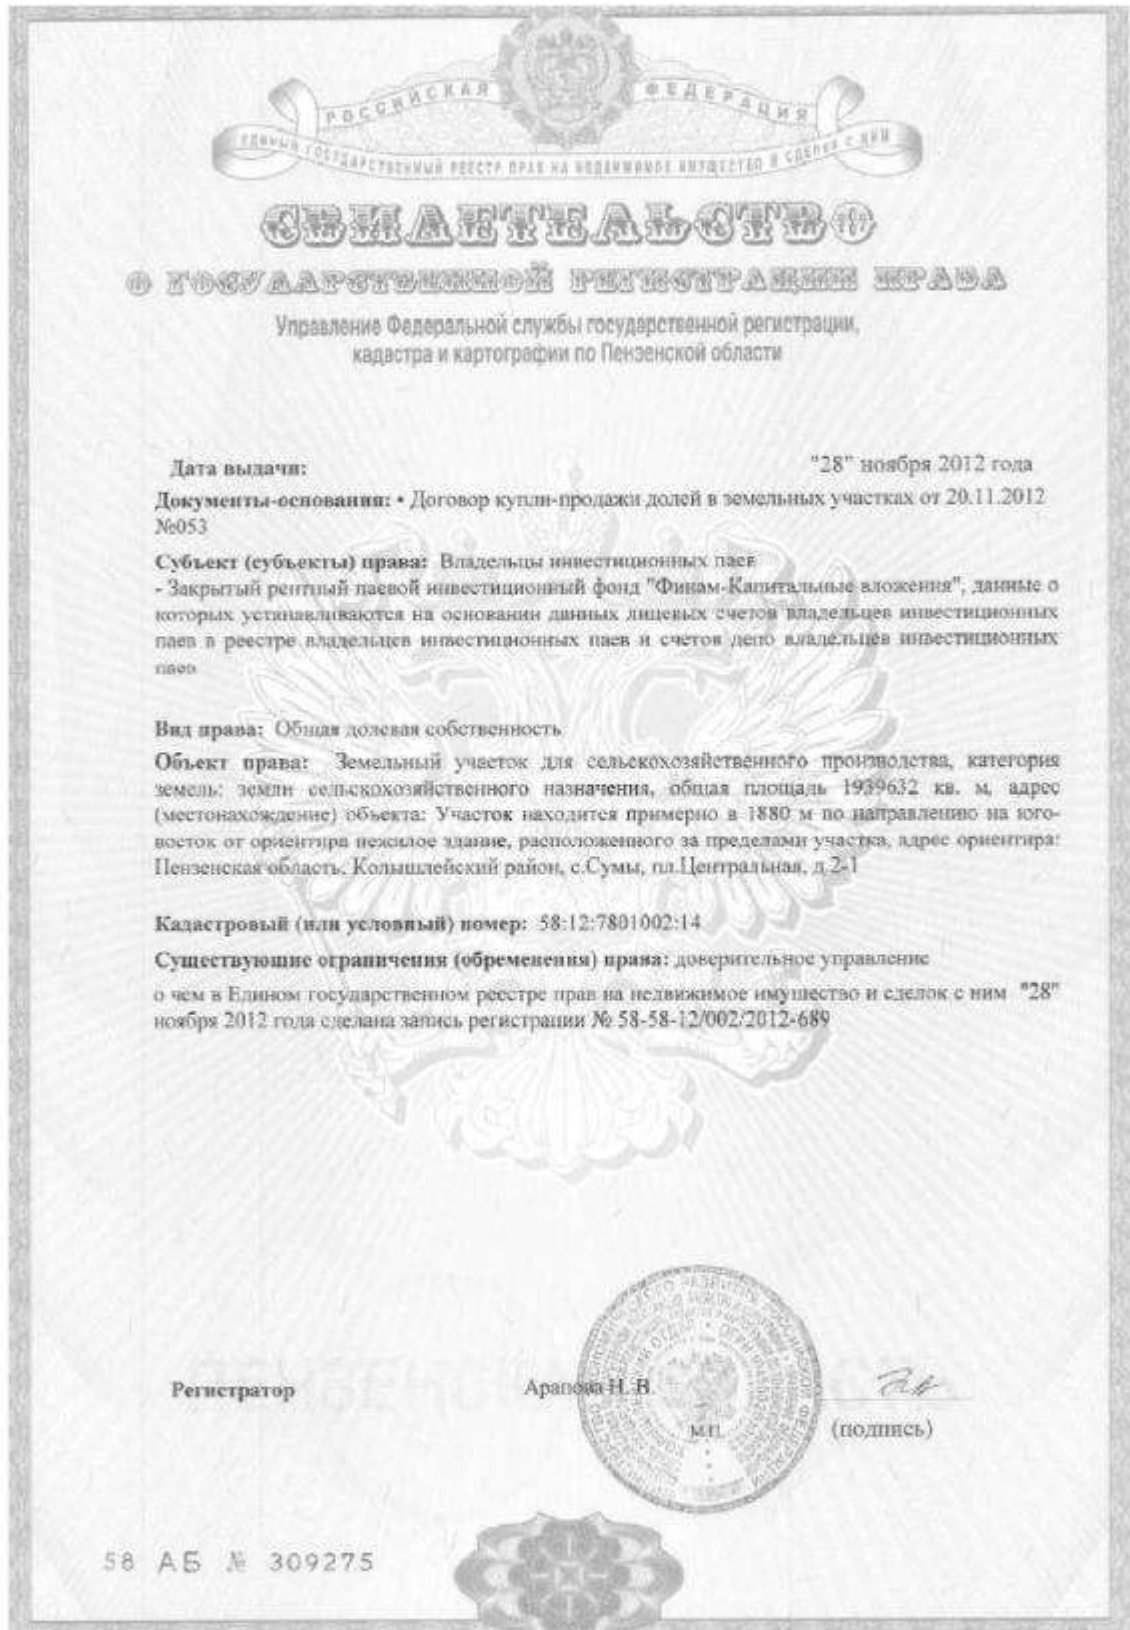 РОССИЙСКАЯ ФЕДЕРАЦИЯ
ЕДИНЫЙ ГОСУДАРСТВЕННЫЙ РЕЕСТР ПРАВ НА НЕДВИЖИМОЕ ИМУЩЕСТВО И СДЕЛОК С НИМ
СВИДЕТЕЛЬСТВО
О ГОСУДАРСТВЕННОЙ РЕГИСТРАЦИИ ПРАВА
Управление Федеральной службы государственной регистрации,
кадастра и картографии по Пензенской области
Дата выдачи: "28" ноября 2012 года
Документы-основания: • Договор купли-продажи долей в земельных участках от 20.11.2012
№053
Субъект (субъекты) права: Владельцы инвестиционных паев
- Закрытый рентный паевой инвестиционный фонд "Финам-Капитальные вложения", данные о
которых устанавливаются на основании данных лицевых счетов владельцев инвестиционных
паев в реестре владельцев инвестиционных паев и счетов депо владельцев инвестиционных
паев
Вид права: Общая долевая собственность
Объект права: Земельный участок для сельскохозяйственного производства, категория
земель: земли сельскохозяйственного назначения, общая площадь 1939632 кв. м, адрес
(местонахождение) объекта: Участок находится примерно в 1880 м по направлению на юго-
восток от ориентира нежилое здание, расположенного за пределами участка, адрес ориентира:
Пензенская область, Колышлейский район, с.Сумы, пл.Центральная, д.2-1
Кадастровый (или условный) номер: 58:12:7801002:14
Существующие ограничения (обременения) права: доверительное управление
о чем в Едином государственном реестре прав на недвижимое имущество и сделок с ним "28"
ноября 2012 года сделана запись регистрации № 58-58-12/002/2012-689
Регистратор Арапова Н. В.
М.П. (подпись)
58 АБ № 309275